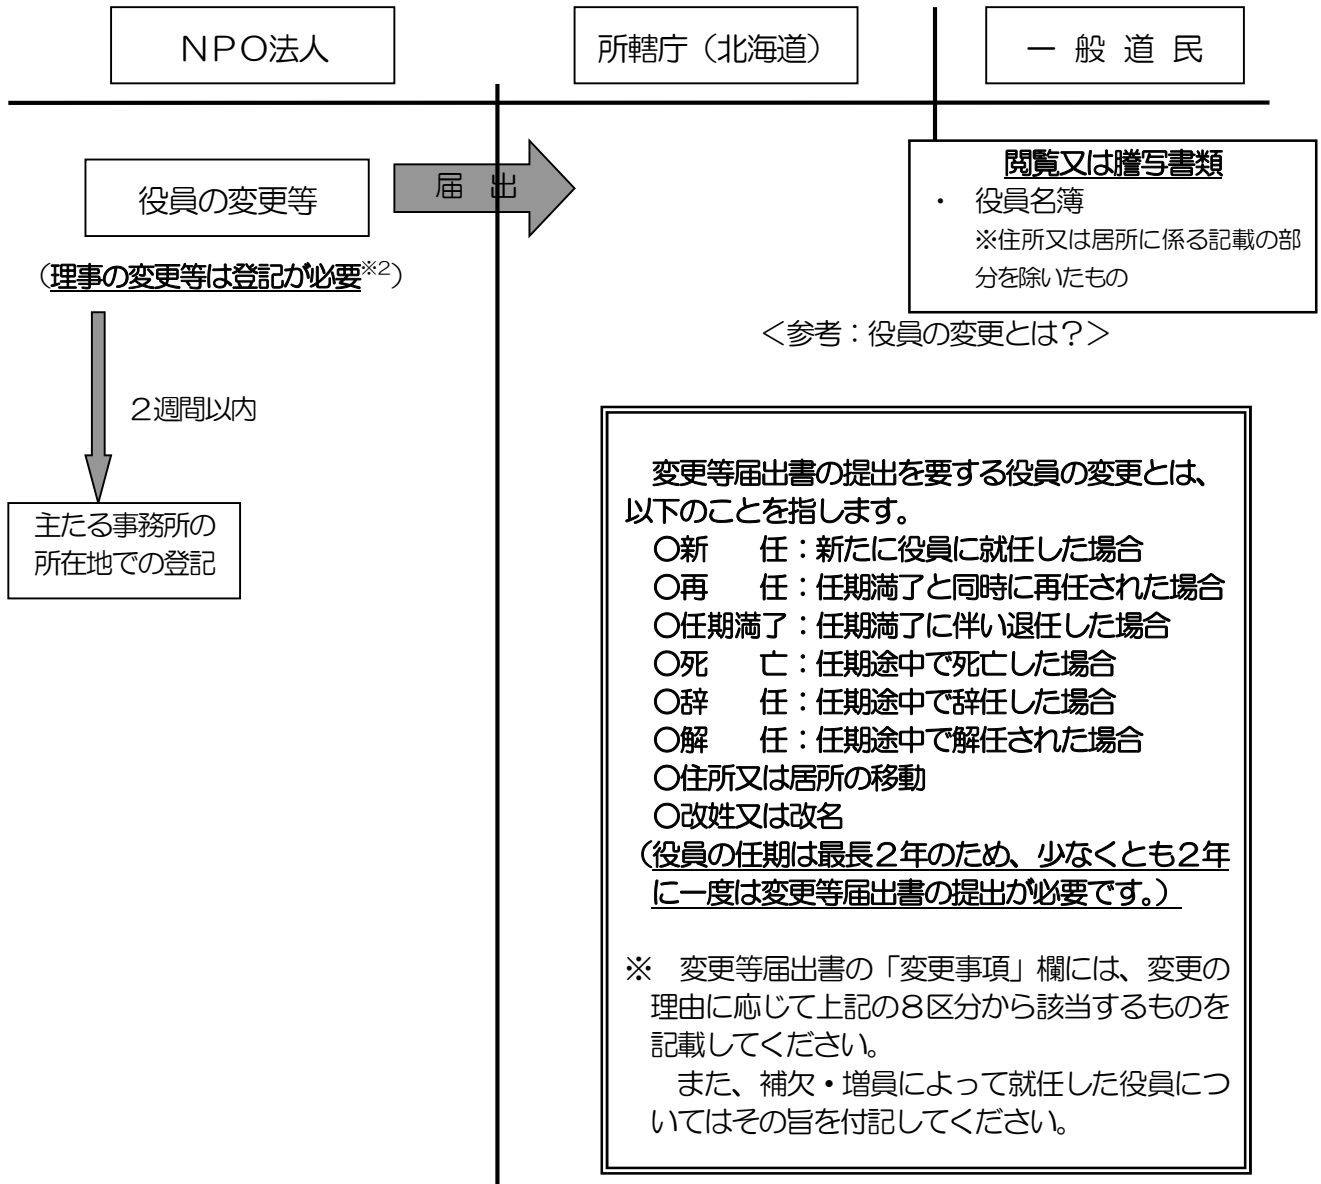 NPO法人
所轄庁（北海道）
一 般 道 民
役員の変更等
届 出
（理事の変更等は登記が必要※2）
2週間以内
主たる事務所の
所在地での登記
閲覧又は謄写書類
・ 役員名簿
※住所又は居所に係る記載の部
分を除いたもの
＜参考：役員の変更とは？＞
変更等届出書の提出を要する役員の変更とは、
以下のことを指します。
○新　　任：新たに役員に就任した場合
○再　　任：任期満了と同時に再任された場合
○任期満了：任期満了に伴い退任した場合
○死　　亡：任期途中で死亡した場合
○辞　　任：任期途中で辞任した場合
○解　　任：任期途中で解任された場合
○住所又は居所の移動
○改姓又は改名
（役員の任期は最長２年のため、少なくとも２年
に一度は変更等届出書の提出が必要です。）
※　変更等届出書の「変更事項」欄には、変更の
理由に応じて上記の８区分から該当するものを
記載してください。
また、補欠・増員によって就任した役員につ
いてはその旨を付記してください。